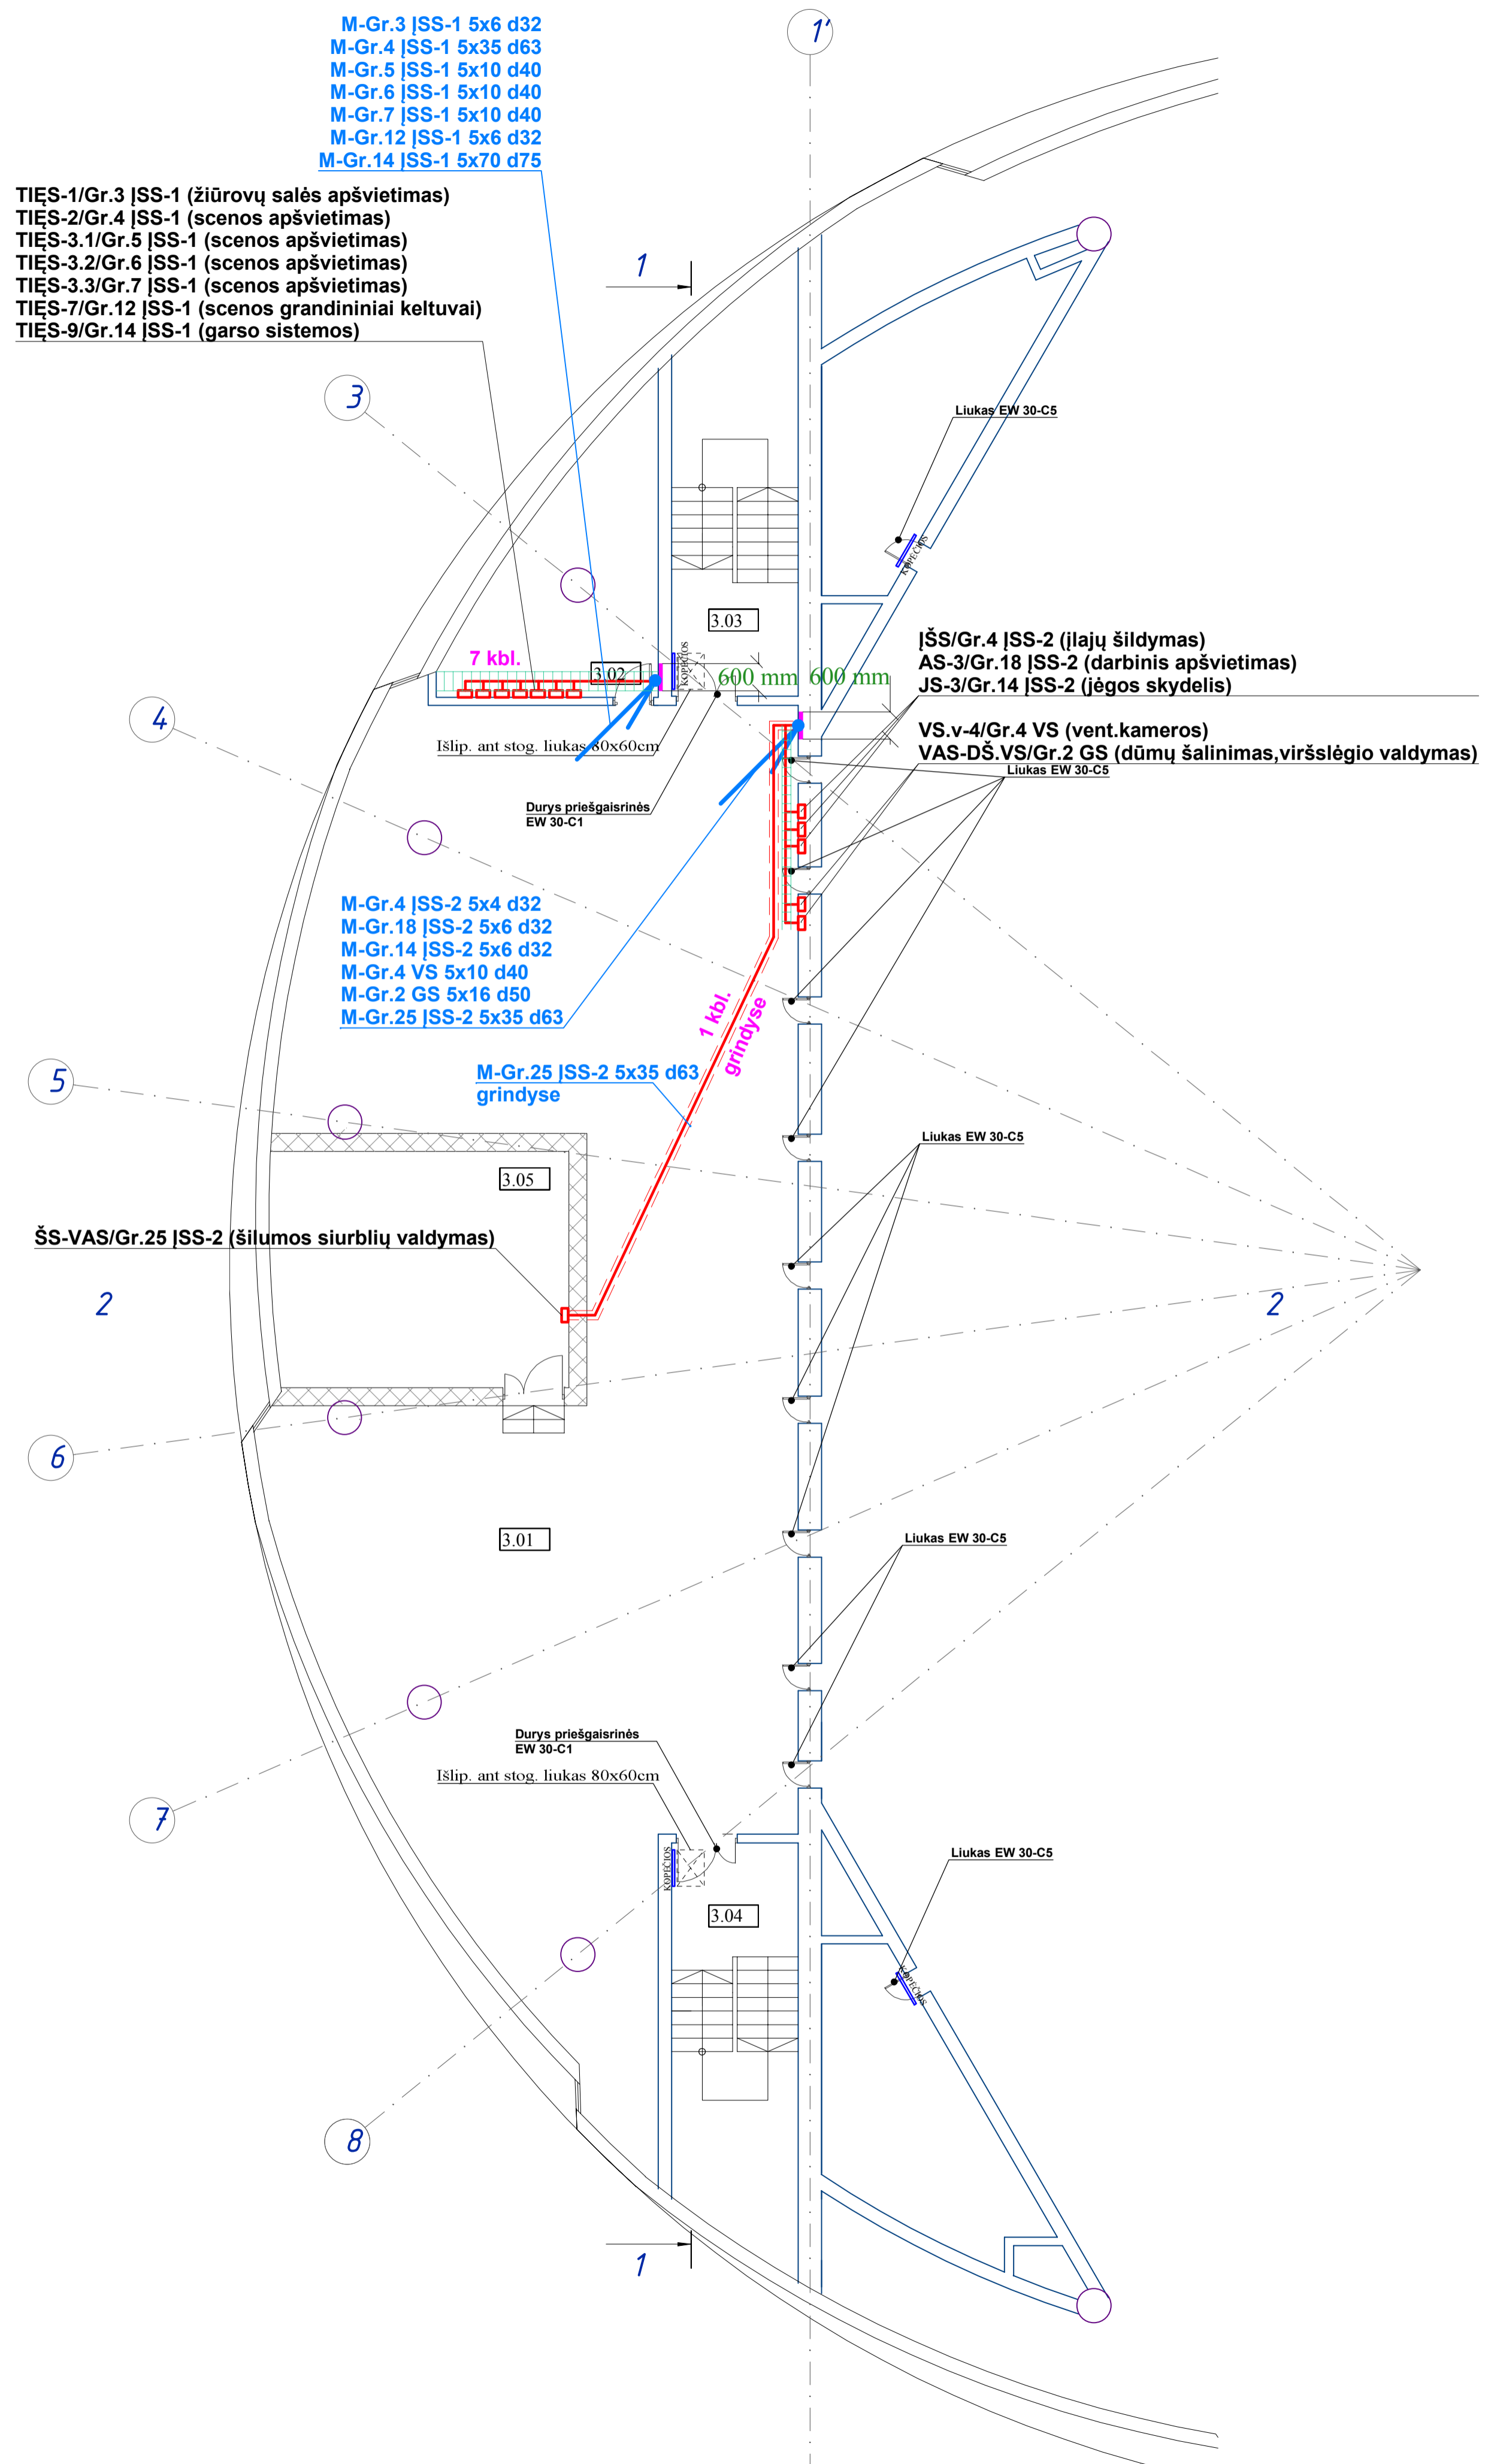 M-Gr.3 ĮSS-1 5x6 d32
M-Gr.4 ĮSS-1 5x35 d63
M-Gr.5 ĮSS-1 5x10 d40
M-Gr.6 ĮSS-1 5x10 d40
M-Gr.7 ĮSS-1 5x10 d40
M-Gr.12 ĮSS-1 5x6 d32
M-Gr.14 ĮSS-1 5x70 d75
1'
TIĘS-1/Gr.3 ĮSS-1 (žiūrovų salės apšvietimas)
TIĘS-2/Gr.4 ĮSS-1 (scenos apšvietimas)
TIĘS-3.1/Gr.5 ĮSS-1 (scenos apšvietimas)
TIĘS-3.2/Gr.6 ĮSS-1 (scenos apšvietimas)
TIĘS-3.3/Gr.7 ĮSS-1 (scenos apšvietimas)
TIĘS-7/Gr.12 ĮSS-1 (scenos grandininiai keltuvai)
TIĘS-9/Gr.14 ĮSS-1 (garso sistemos)
1
3
Liukas EW 30-C5
KOPEČIOS
3.03
7 kbl.
3.02
KOPEČIOS
600 mm
600 mm
ĮŠS/Gr.4 ĮSS-2 (įlajų šildymas)
AS-3/Gr.18 ĮSS-2 (darbinis apšvietimas)
JS-3/Gr.14 ĮSS-2 (jėgos skydelis)
4
Išlip. ant stog. liukas 80x60cm
VS.v-4/Gr.4 VS (vent.kameros)
VAS-DŠ.VS/Gr.2 GS (dūmų šalinimas,viršslėgio valdymas)
Liukas EW 30-C5
Durys priešgaisrinės
EW 30-C1
M-Gr.4 ĮSS-2 5x4 d32
M-Gr.18 ĮSS-2 5x6 d32
M-Gr.14 ĮSS-2 5x6 d32
M-Gr.4 VS 5x10 d40
M-Gr.2 GS 5x16 d50
M-Gr.25 ĮSS-2 5x35 d63
1 kbl.
grindyse
5
M-Gr.25 ĮSS-2 5x35 d63
grindyse
Liukas EW 30-C5
3.05
ŠS-VAS/Gr.25 ĮSS-2 (šilumos siurblių valdymas)
2
2
6
3.01
Liukas EW 30-C5
Durys priešgaisrinės
EW 30-C1
Išlip. ant stog. liukas 80x60cm
7
KOPEČIOS
Liukas EW 30-C5
3.04
KOPEČIOS
8
1